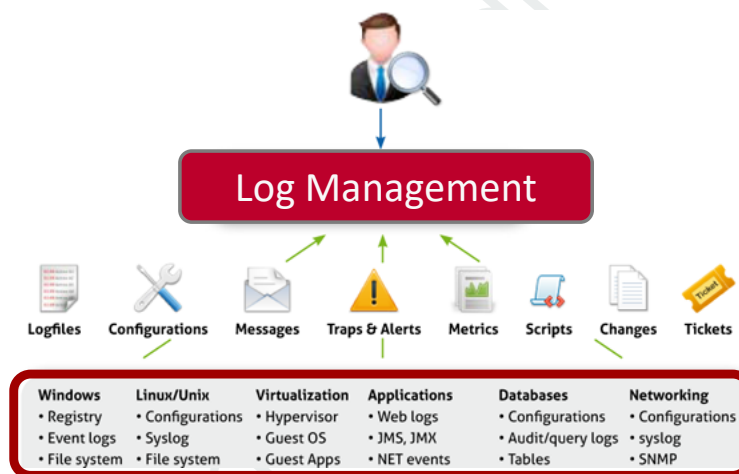 Log Management
Logfiles Configurations Messages Traps & Alerts Metrics Scripts Changes Tickets
Ticket
Windows Linux/Unix Virtualization Applications Databases Networking
• Registry • Configurations • Hypervisor • Web logs • Configurations • Configurations
• Event logs • Syslog • Guest OS • JMS, JMX • Audit/query logs • syslog
• File system • File system • Guest Apps • NET events • Tables • SNMP